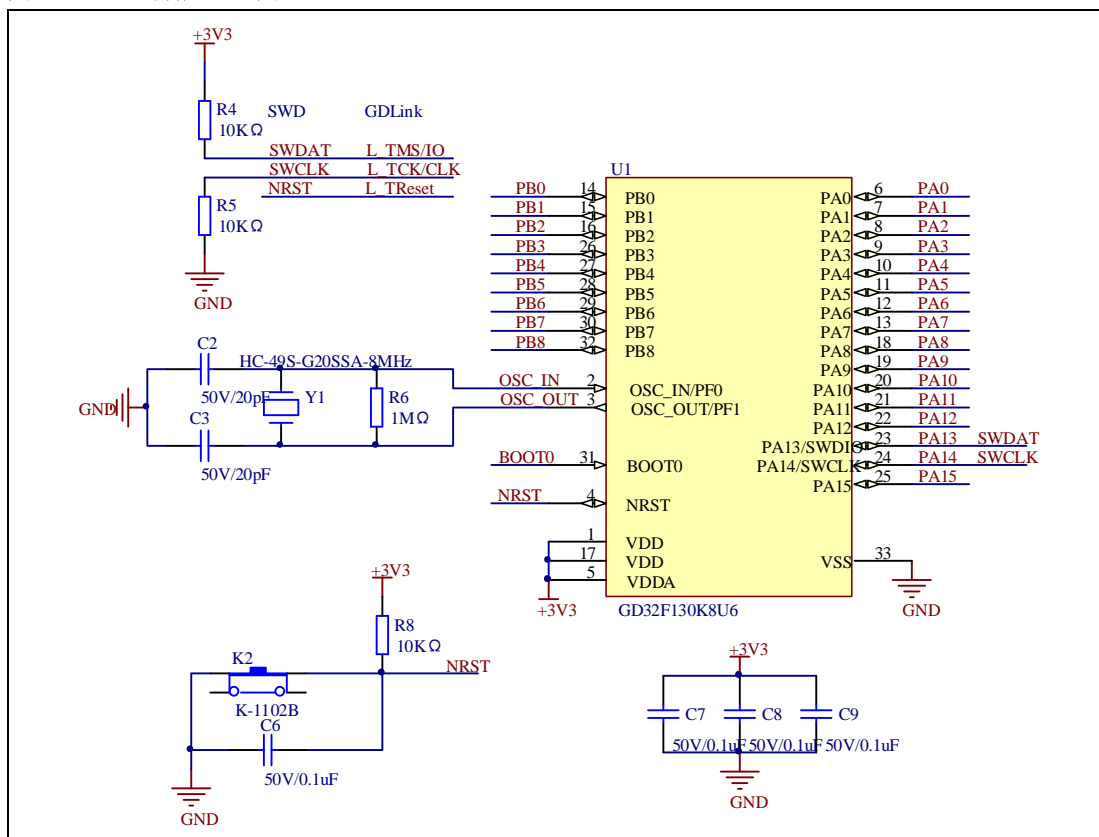 +3V3
R4
10KΩ
SWD GDLink
SWDAT L_TMS/IO
SWCLK L_TCK/CLK
NRST L_TReset
R5
10KΩ
GND
U1
PB0 14 PB0 PA0 6 PA0
PB1 15 PB1 PA1 7 PA1
PB2 16 PB2 PA2 8 PA2
PB3 26 PB3 PA3 9 PA3
PB4 27 PB4 PA4 10 PA4
PB5 28 PB5 PA5 11 PA5
PB6 29 PB6 PA6 12 PA6
PB7 30 PB7 PA7 13 PA7
PB8 32 PB8 PA8 18 PA8
PA9 19 PA9
OSC_IN 2 OSC_IN/PF0 PA10 20 PA10
OSC_OUT 3 OSC_OUT/PF1 PA11 21 PA11
PA12 22 PA12
PA13/SWDIO 23 PA13 SWDAT
BOOT0 31 BOOT0 PA14/SWCLK 24 PA14 SWCLK
PA15 25 PA15
NRST 4 NRST
1 VDD
17 VDD VSS 33
5 VDDA
+3V3
GND
GD32F130K8U6
C2
HC-49S-G20SSA-8MHz
50V/20pF
Y1
R6
1MΩ
GND
C3
50V/20pF
+3V3
R8
10KΩ
K2
NRST
K-1102B
C6
50V/0.1uF
GND
+3V3
C7 C8 C9
50V/0.1uF 50V/0.1uF 50V/0.1uF
GND